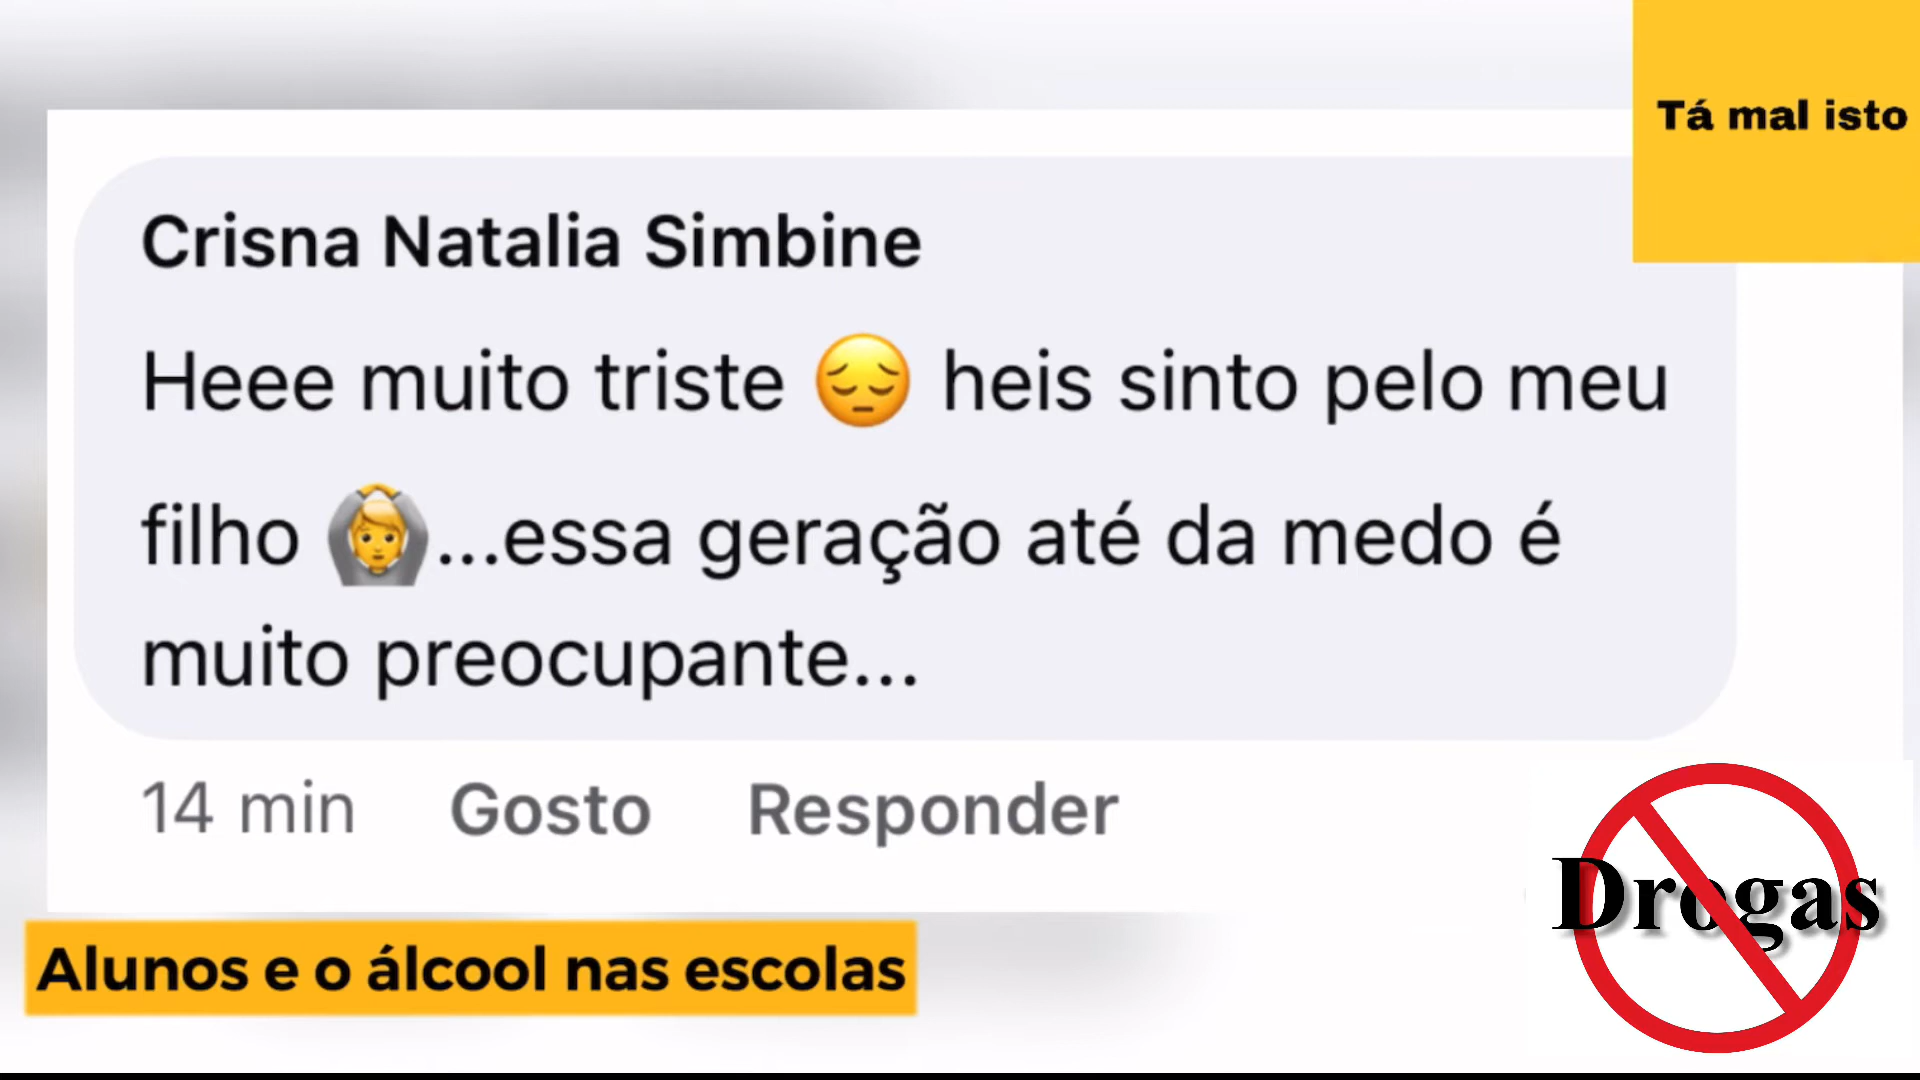 Tá mal isto
Crisna Natalia Simbine
Heee muito triste 😔 heis sinto pelo meu
filho 🙆...essa geração até da medo é
muito preocupante...
14 min Gosto Responder
Drogas
Alunos e o álcool nas escolas